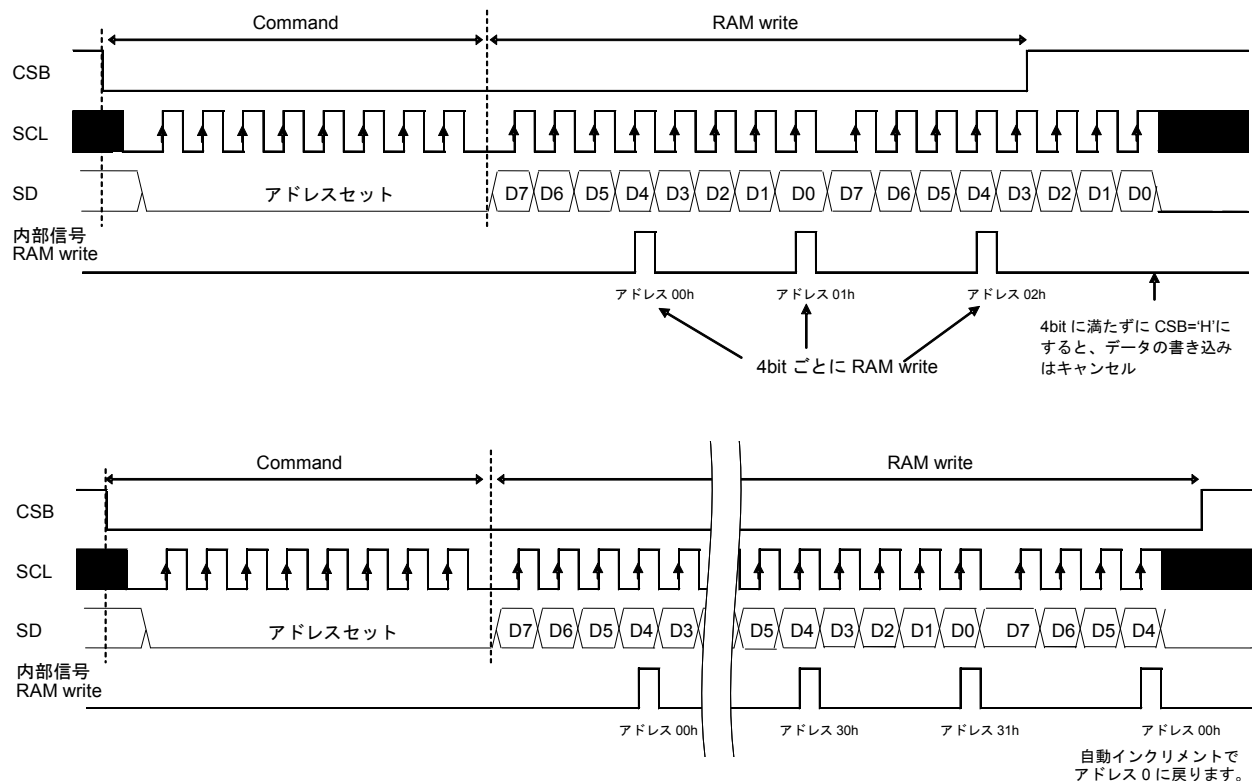 Command
RAM write
CSB
SCL
SD
アドレスセット
D7 D6 D5 D4 D3 D2 D1 D0 D7 D6 D5 D4 D3 D2 D1 D0
内部信号
RAM write
アドレス 00h
アドレス 01h
アドレス 02h
4bit ごとに RAM write
4bit に満たずに CSB=‘H’に
すると、データの書き込み
はキャンセル
Command
RAM write
CSB
SCL
SD
アドレスセット
D7 D6 D5 D4 D3 D5 D4 D3 D2 D1 D0 D7 D6 D5 D4
内部信号
RAM write
アドレス 00h
アドレス 30h
アドレス 31h
アドレス 00h
自動インクリメントで
アドレス 0 に戻ります。